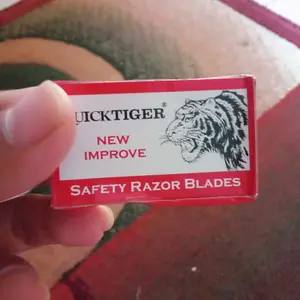 UICKTIGER®
NEW
IMPROVE
SAFETY RAZOR BLADES